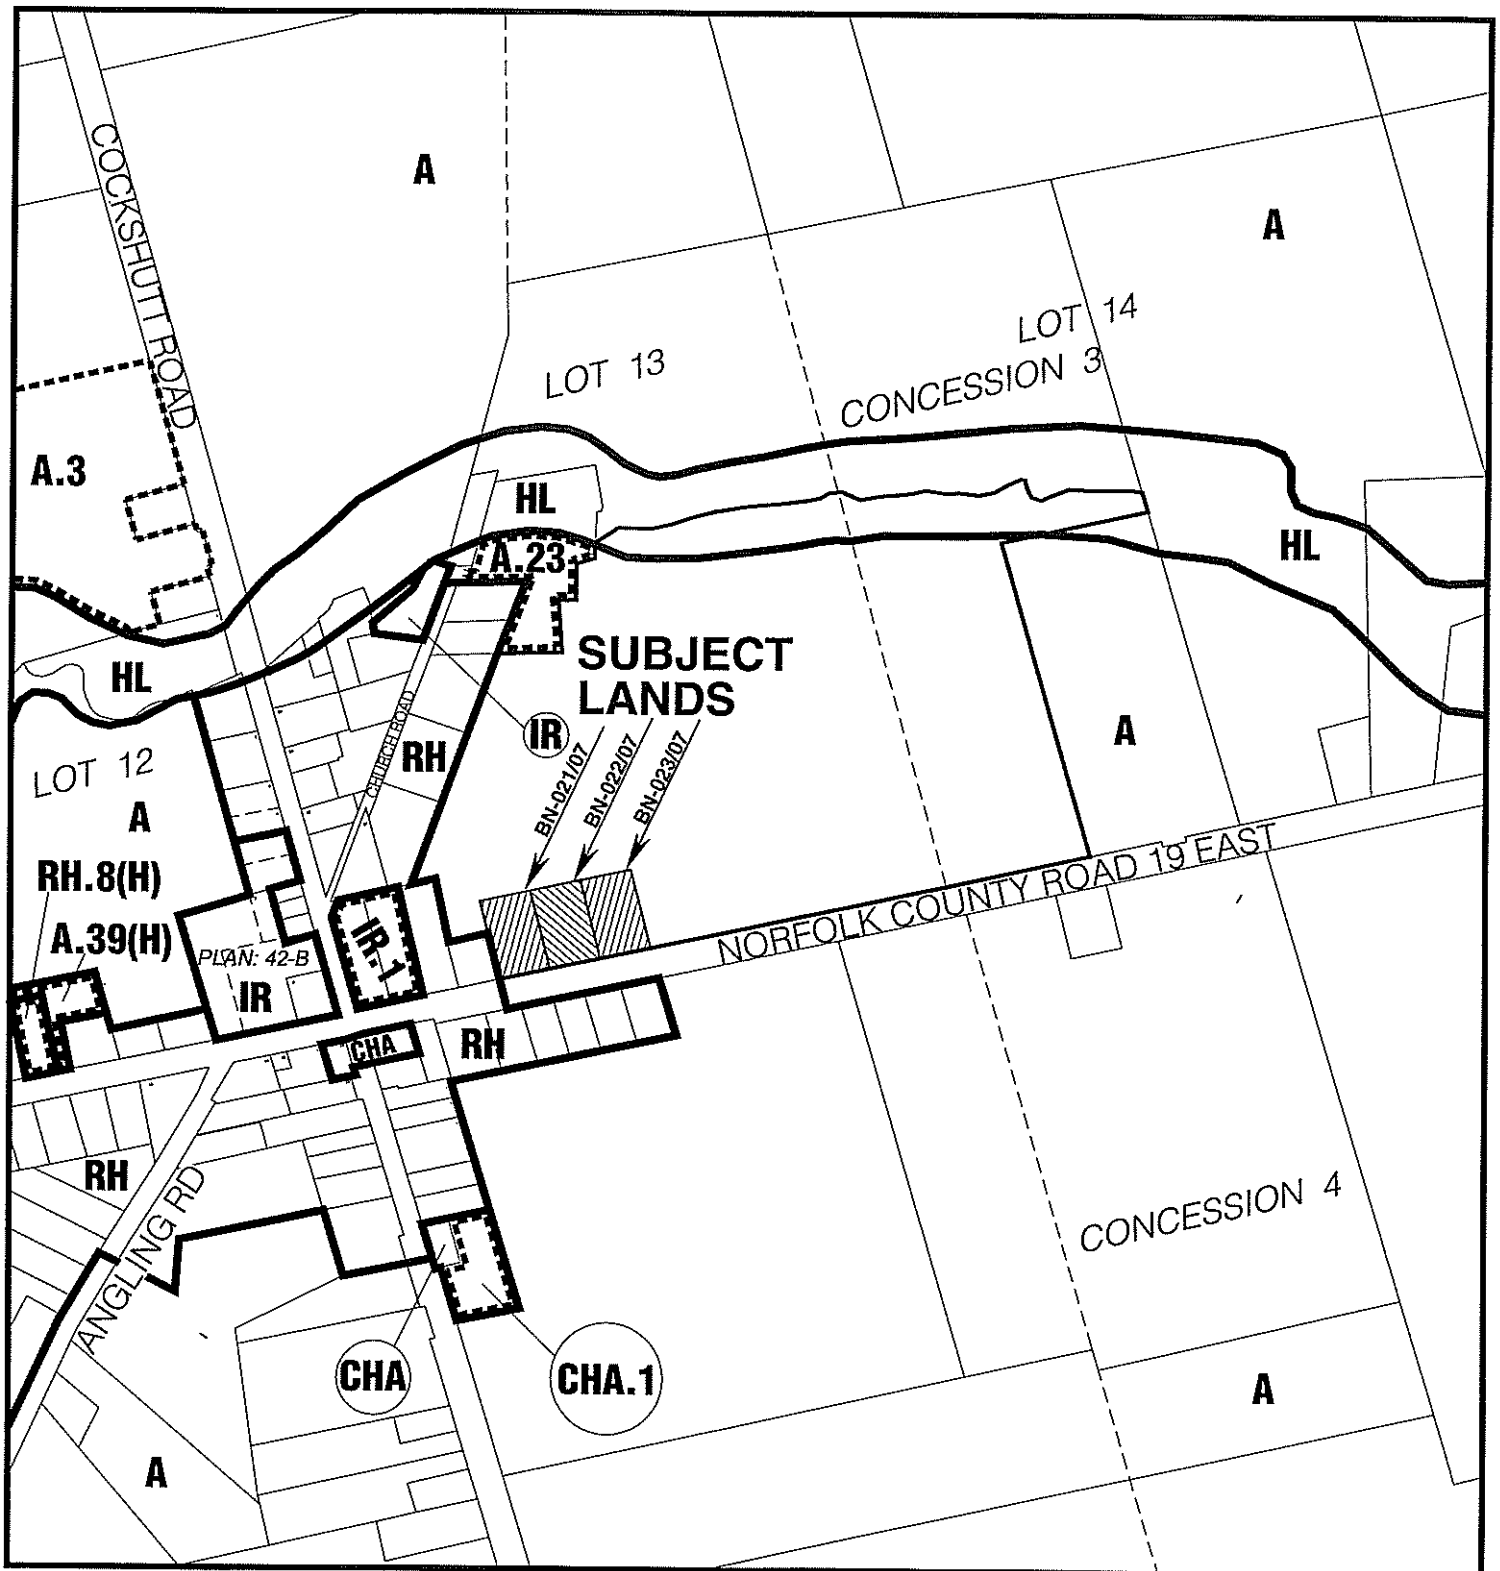 COCKSHUTT ROAD
A
A
LOT 13
LOT 14
CONCESSION 3
A.3
HL
A.23
HL
HL
SUBJECT
LANDS
IR
CHURCH ROAD
RH
A
LOT 12
A
BN-021/07
BN-022/07
BN-023/07
RH.8(H)
A.39(H)
PLAN: 42-B
IR
IR.1
NORFOLK COUNTY ROAD 19 EAST
CHA
RH
RH
ANGLING RD
CONCESSION 4
CHA
CHA.1
A
A